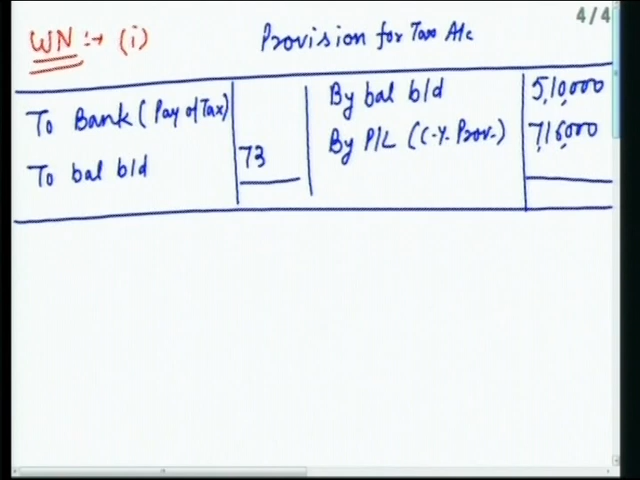 4/4
WN :→ (i) Provision for Tax A/c
To Bank (Pay of Tax) By bal b/d 5,10,000
To bal b/d 73 By P/L (C.Y. Prov.) 7,16,000